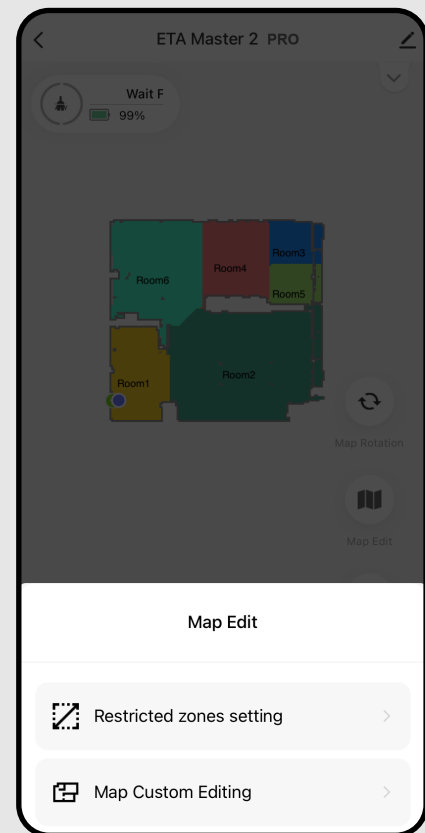 ETA Master 2 PRO
Wait F
99%
Room3
Room4
Room6
Room5
Room2
Room1
Map Rotation
Map Edit
Map Edit
Restricted zones setting
Map Custom Editing